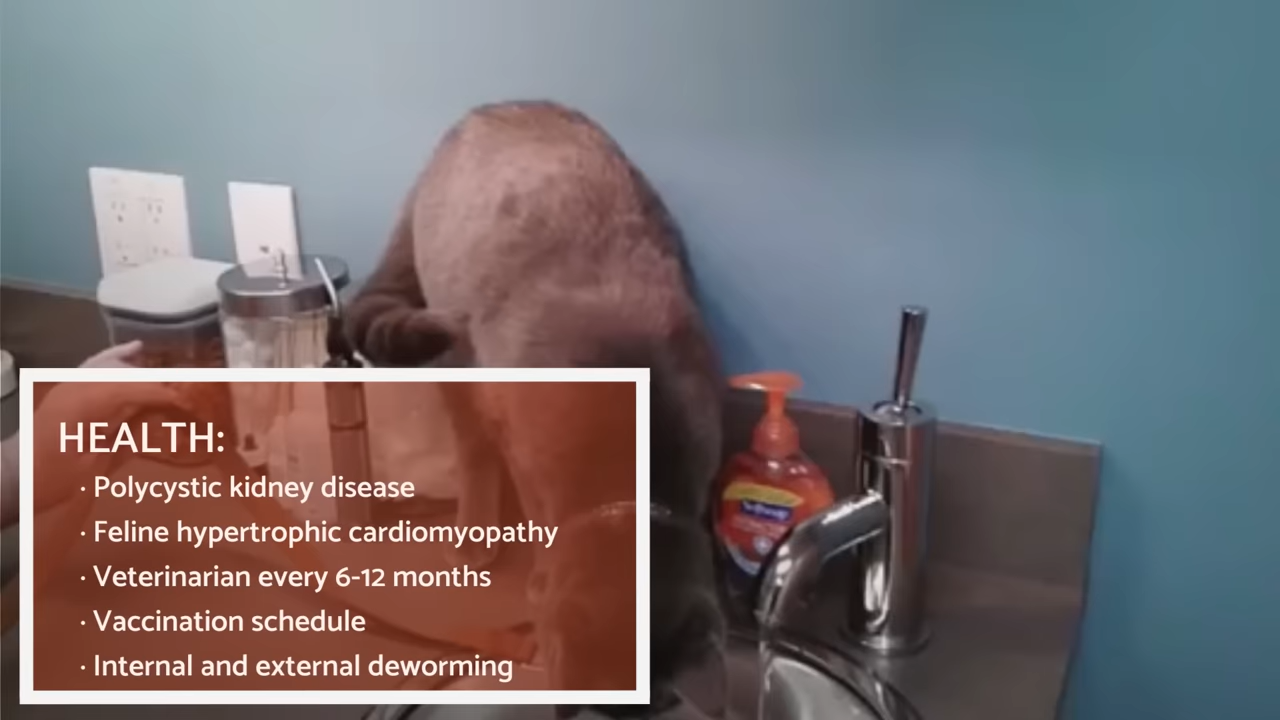 HEALTH:
· Polycystic kidney disease
· Feline hypertrophic cardiomyopathy
· Veterinarian every 6-12 months
· Vaccination schedule
· Internal and external deworming